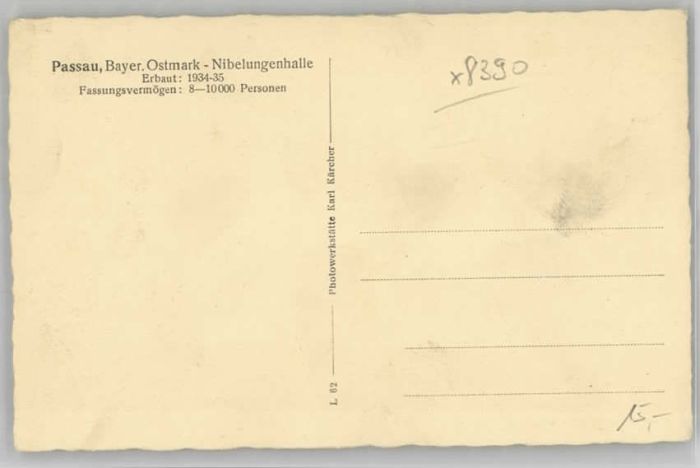 Passau, Bayer. Ostmark - Nibelungenhalle
Erbaut: 1934-35
Fassungsvermögen: 8—10000 Personen
x8390
L 62
Photowerkstätte Karl Kärcher
15,-